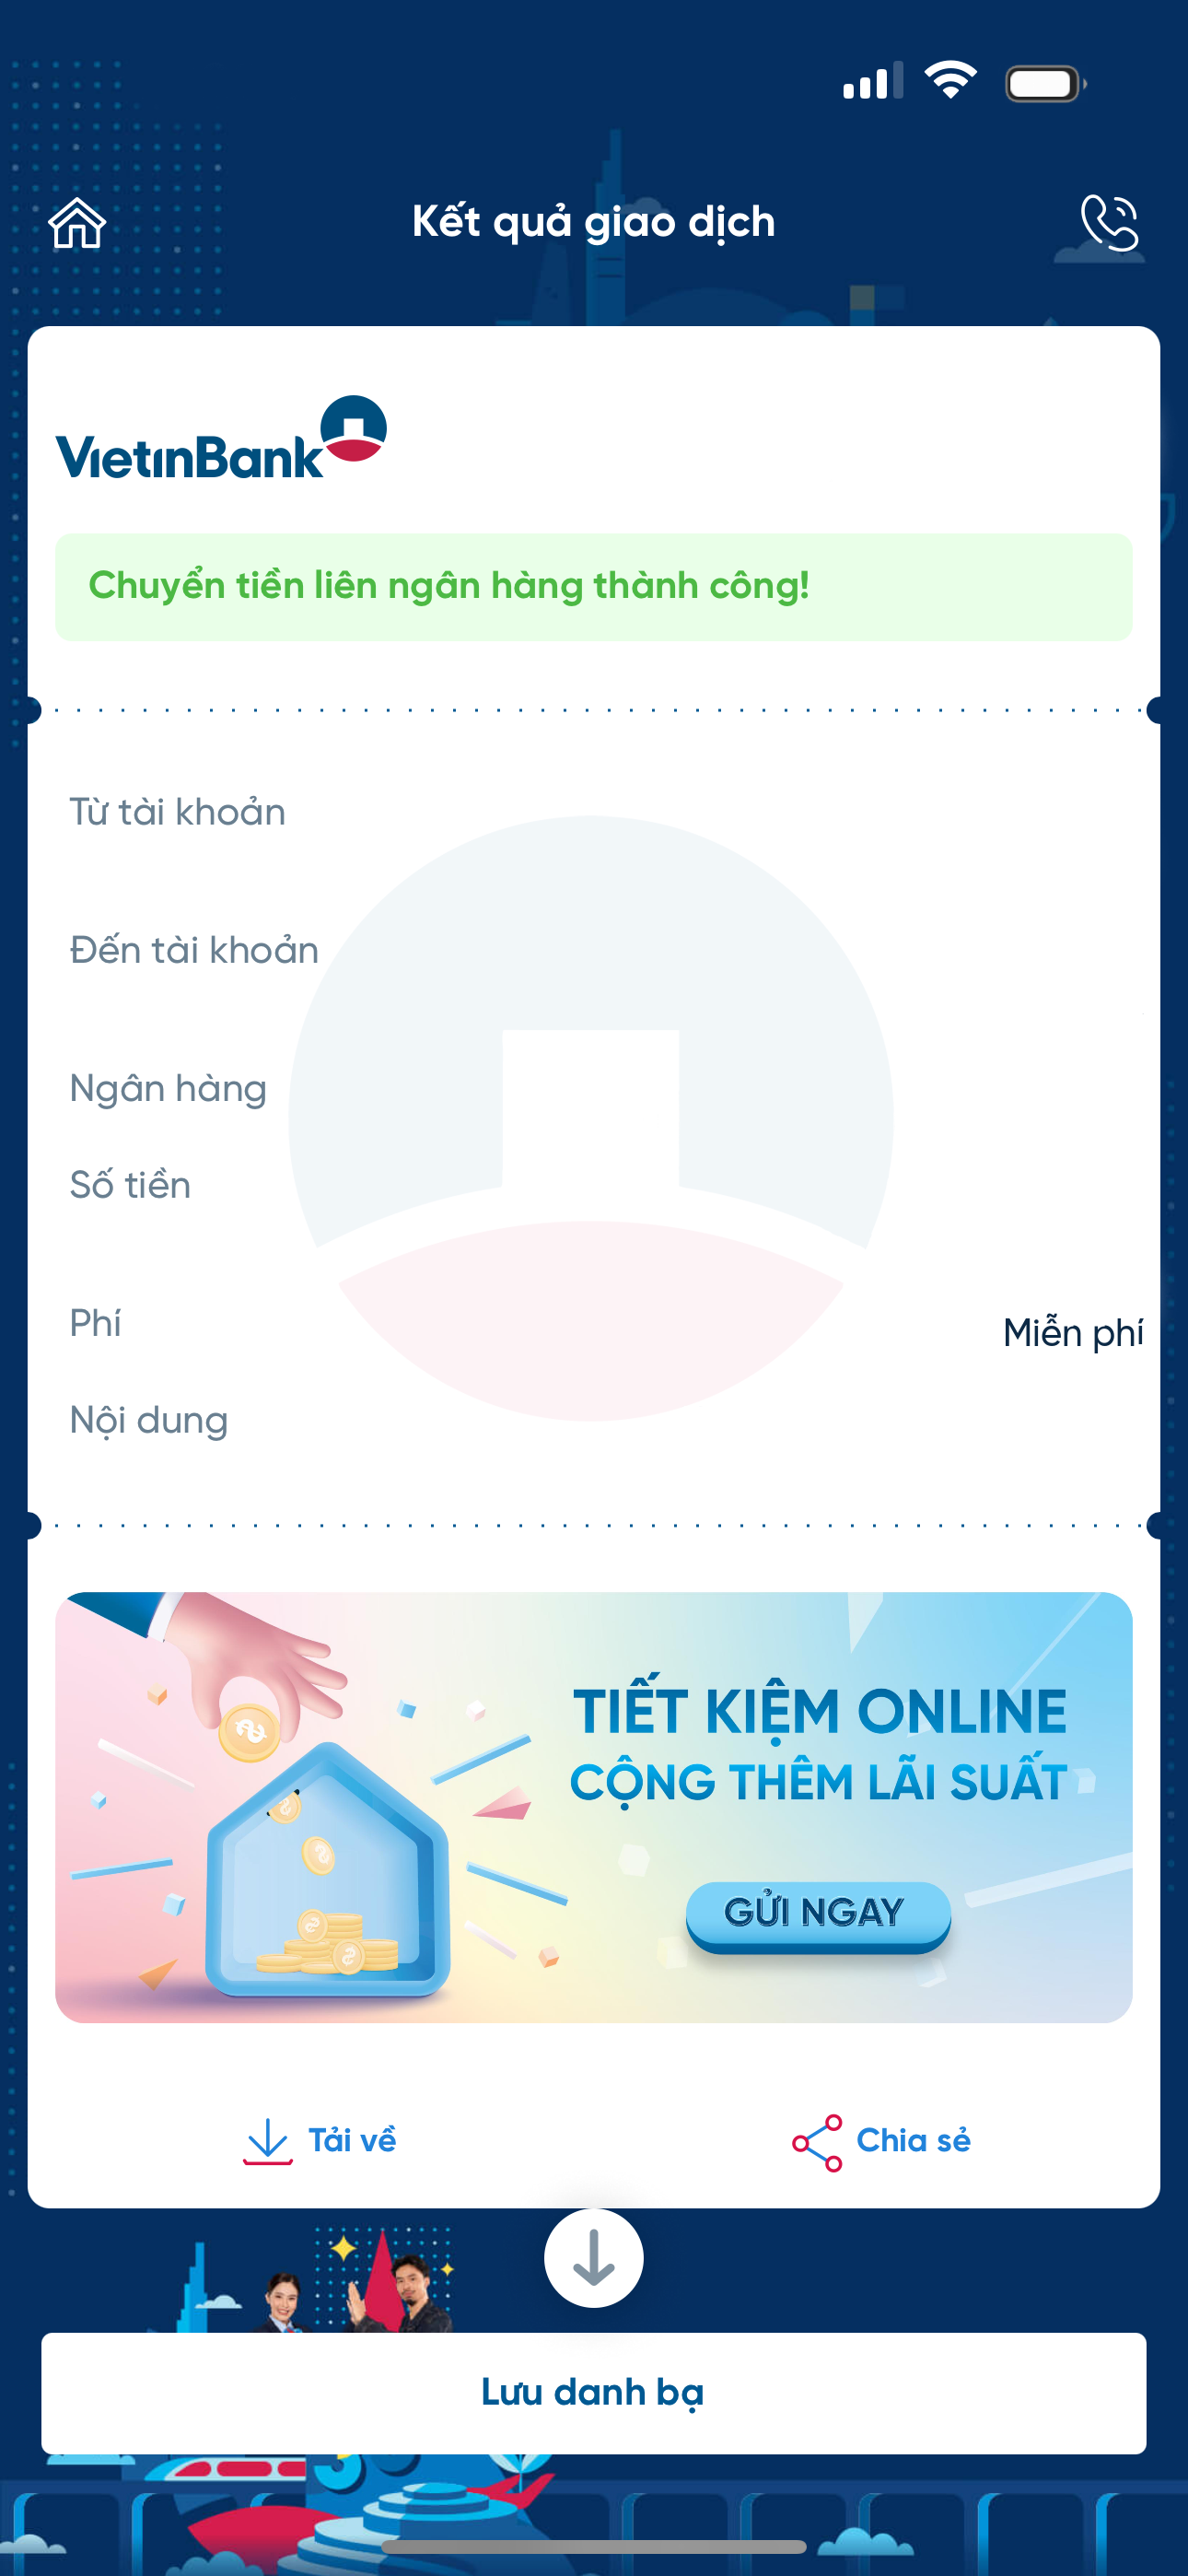 Kết quả giao dịch
VietinBank
Chuyển tiền liên ngân hàng thành công!
Từ tài khoản
Đến tài khoản
Ngân hàng
Số tiền
Phí
Miễn phí
Nội dung
TIẾT KIỆM ONLINE
CỘNG THÊM LÃI SUẤT
GỬI NGAY
Tải về
Chia sẻ
Lưu danh bạ